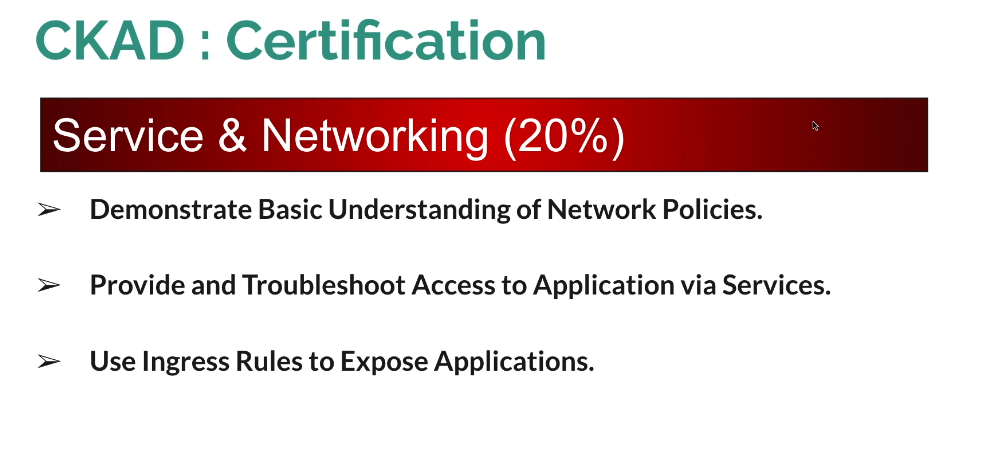 CKAD : Certification
Service & Networking (20%)
➢ Demonstrate Basic Understanding of Network Policies.
➢ Provide and Troubleshoot Access to Application via Services.
➢ Use Ingress Rules to Expose Applications.